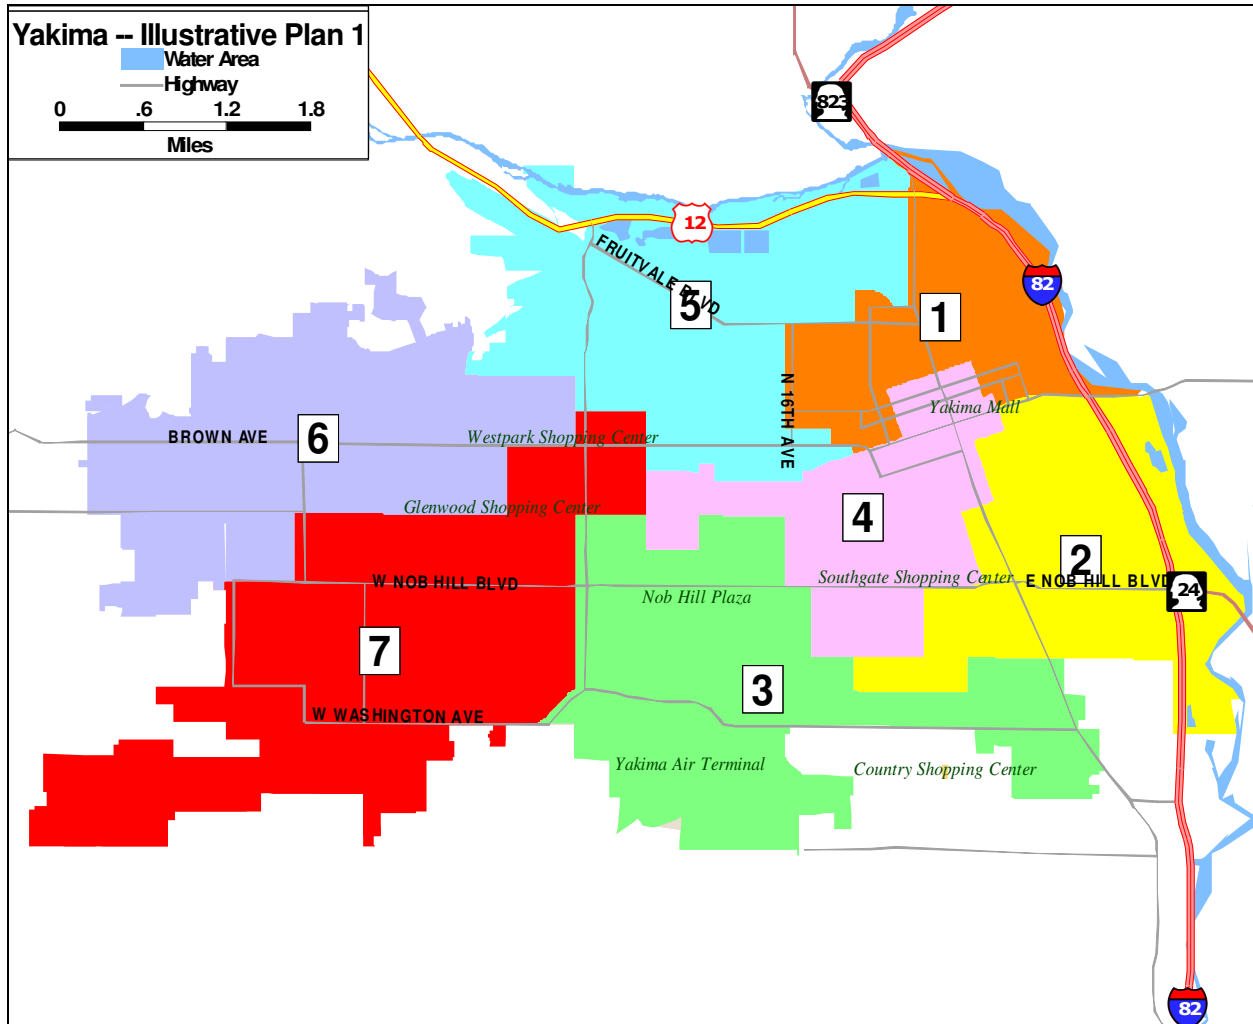 Yakima -- Illustrative Plan 1
Water Area
Highway
0 .6 1.2 1.8
Miles
823
12
82
FRUITVALE BLVD
5
1
N 16TH AVE
Yakima Mall
BROWN AVE
6
Westpark Shopping Center
Glenwood Shopping Center
4
2
W NOB HILL BLVD
Southgate Shopping Center
E NOB HILL BLVD
24
Nob Hill Plaza
7
3
W WASHINGTON AVE
Yakima Air Terminal
Country Shopping Center
82